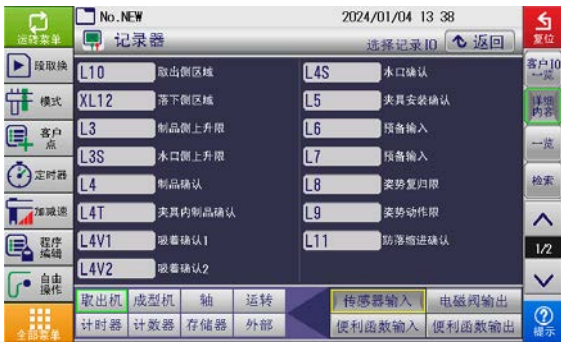 No.NEW
2024/01/04 13 38
运转菜单
记录器
选择记录IO
返回
复位
段取换
模式
客户点
定时器
加减速
程序编辑
自由操作
全部菜单
L10 取出侧区域
XL12 落下侧区域
L3 制品侧上升限
L3S 水口侧上升限
L4 制品确认
L4T 夹具内制品确认
L4V1 吸着确认1
L4V2 吸着确认2
L4S 水口确认
L5 夹具安装确认
L6 预备输入
L7 预备输入
L8 姿势复归限
L9 姿势动作限
L11 防落缩进确认
客户IO一览
详细内容
一览
检索
1/2
提示
取出机 成型机 轴 运转 传感器输入 电磁阀输出
计时器 计数器 存储器 外部 便利函数输入 便利函数输出